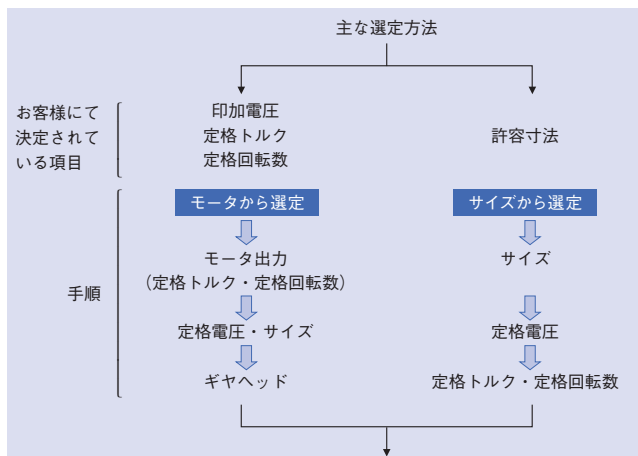 主な選定方法
お客様にて
決定されて
いる項目
印加電圧
定格トルク
定格回転数
許容寸法
手順
モータから選定
モータ出力
（定格トルク・定格回転数）
定格電圧・サイズ
ギヤヘッド
サイズから選定
サイズ
定格電圧
定格トルク・定格回転数